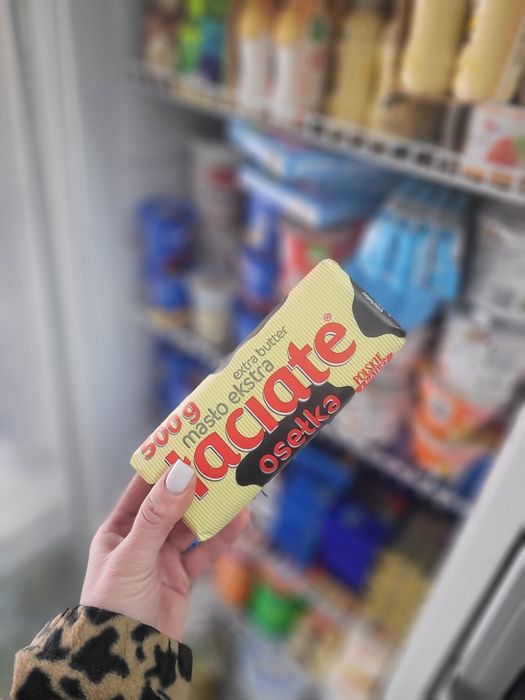 500 g
extra butter
masło ekstra
łaciate®
osełka
POLSKIE